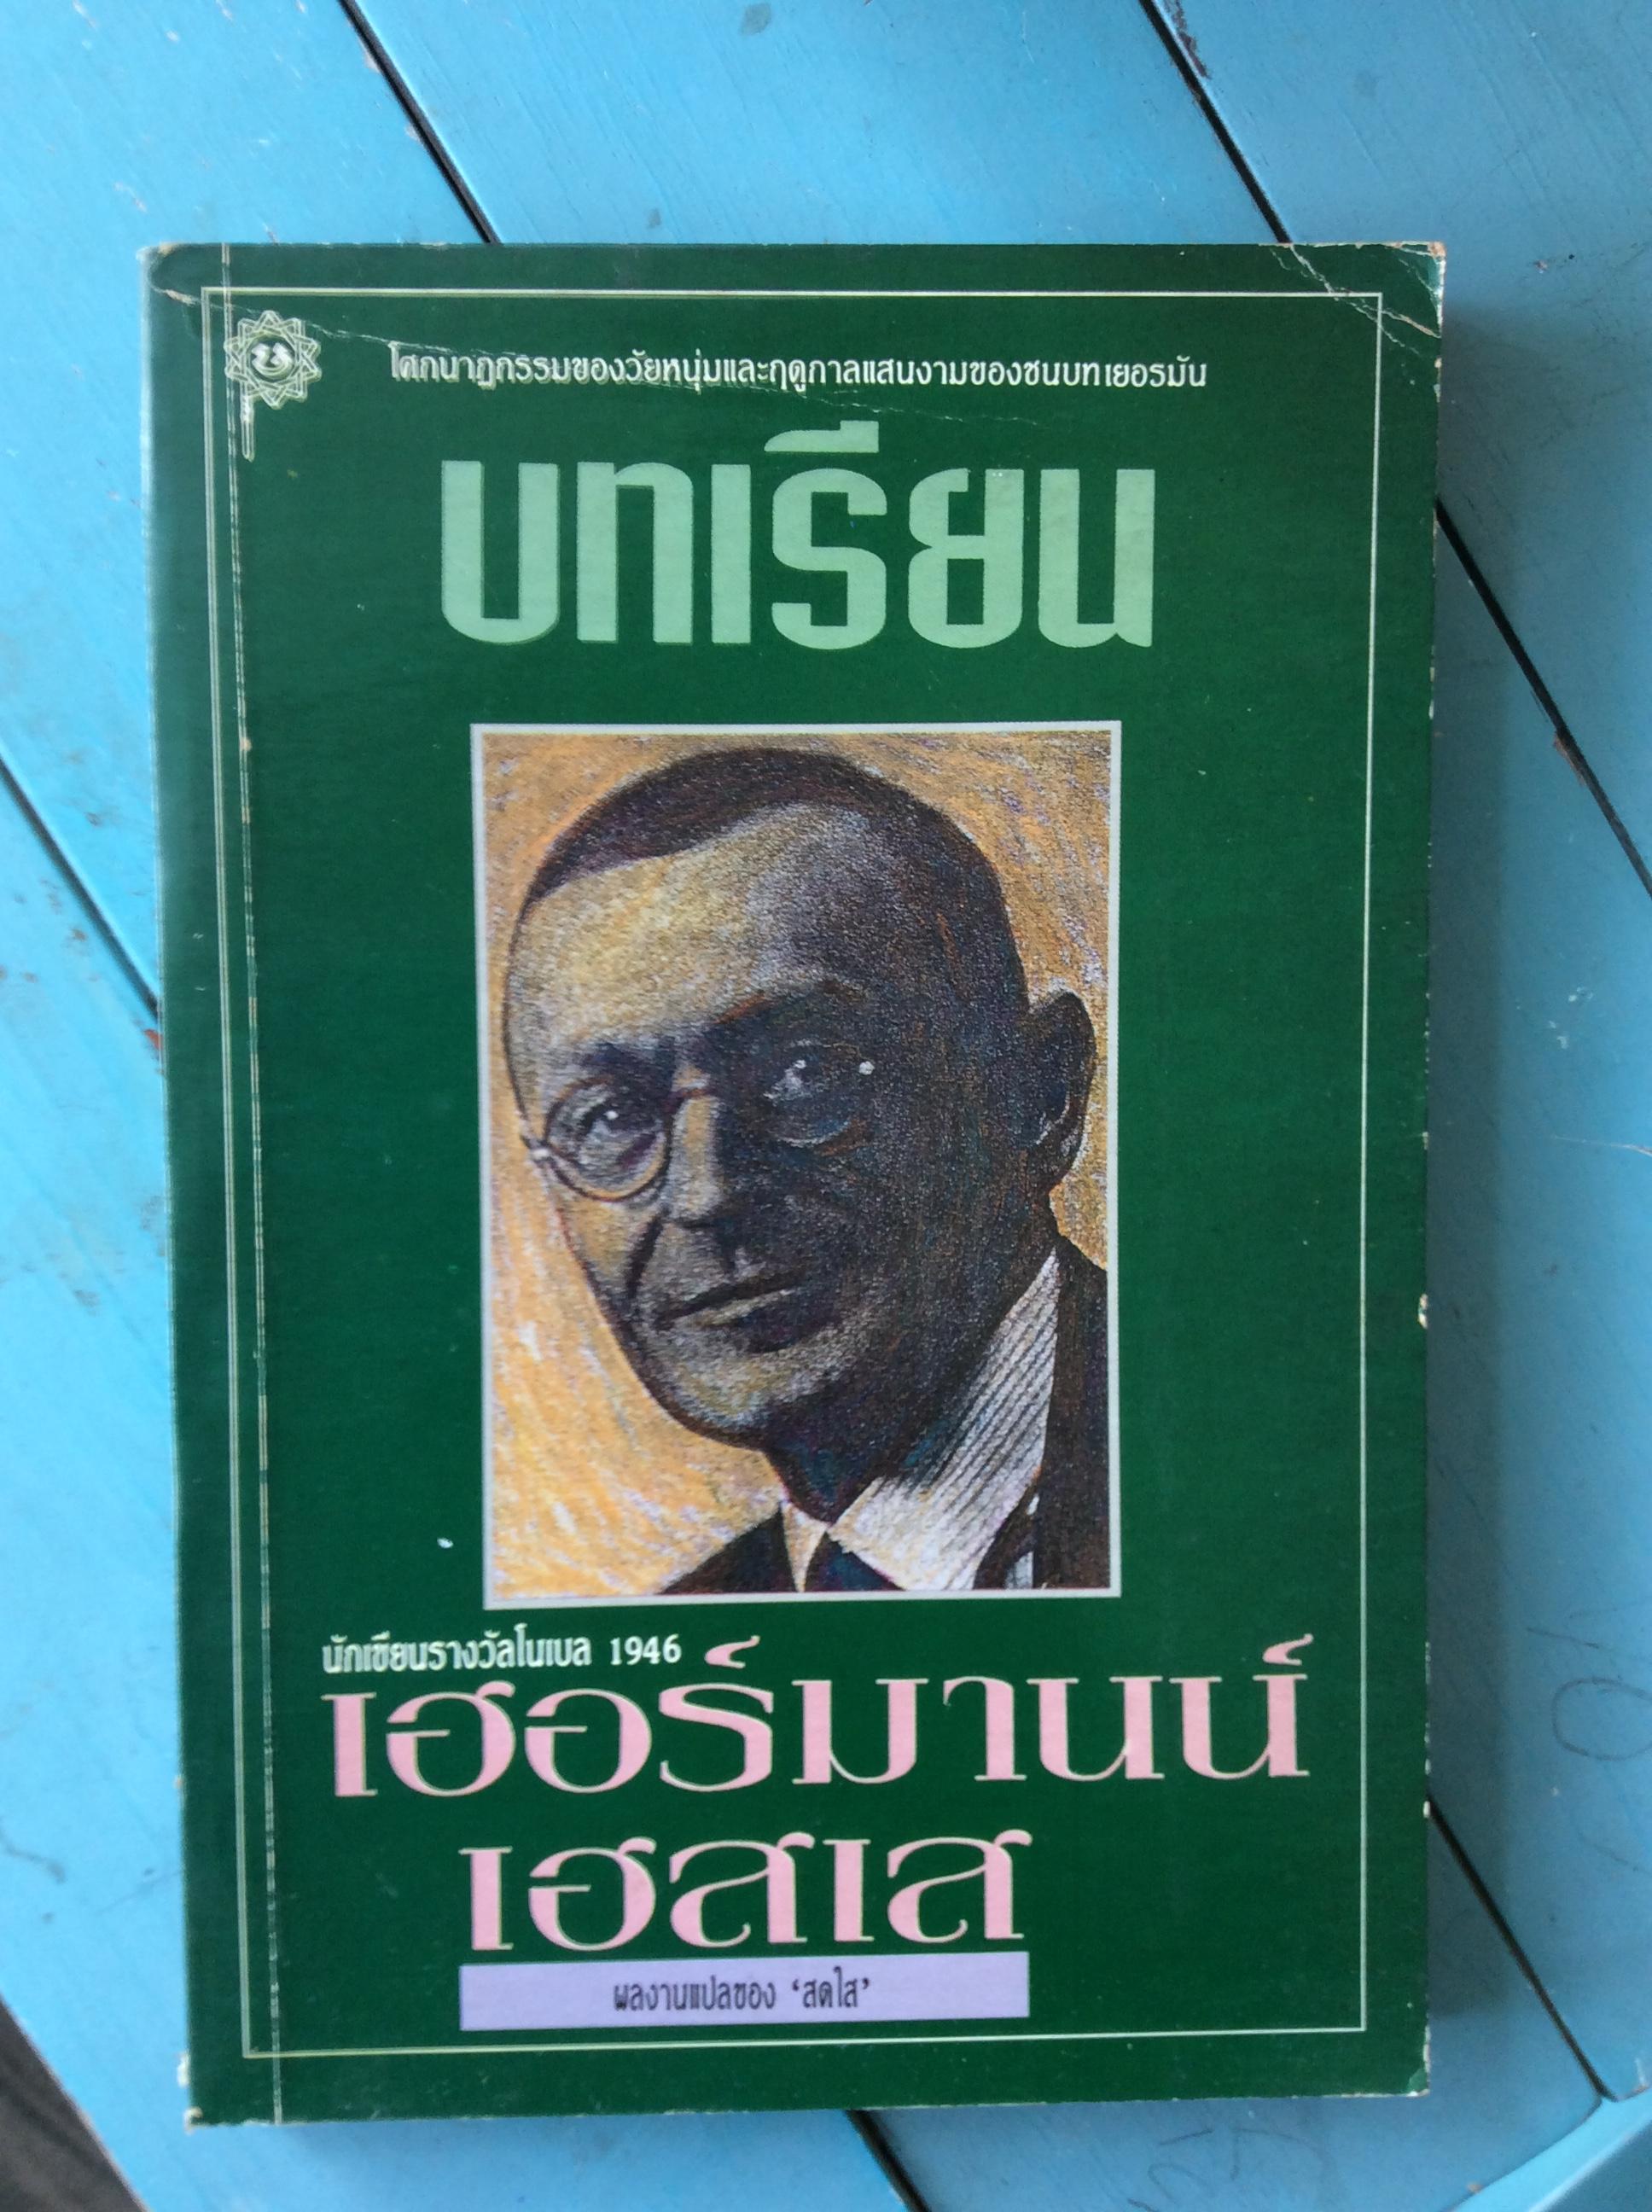 โศกนาฏกรรมของวัยหนุ่มและฤดูกาลแสนงามของชนบทเยอรมัน
บทเรียน
นักเขียนรางวัลโนเบล 1946
เฮอร์มานน์
เฮสเส
ผลงานแปลของ ‘สดใส’